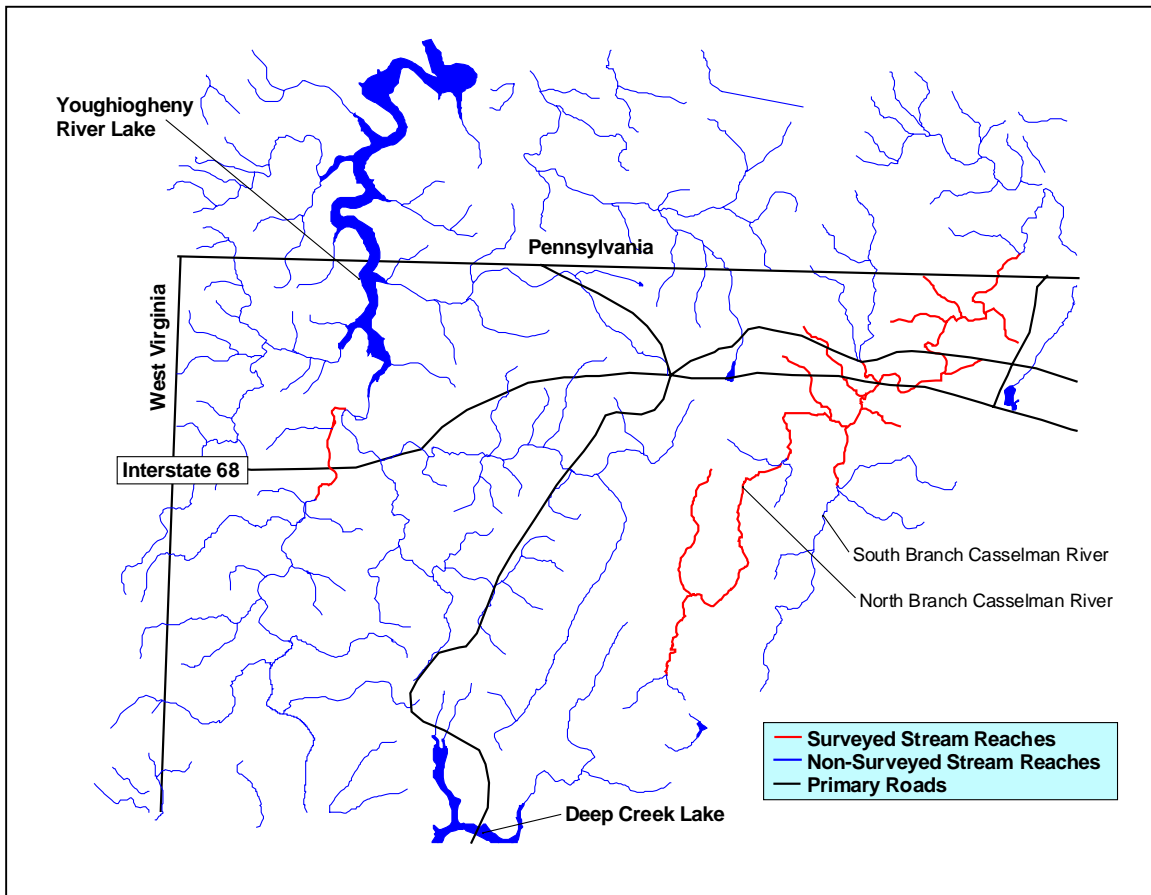 Youghiogheny
River Lake
Pennsylvania
West Virginia
Interstate 68
South Branch Casselman River
North Branch Casselman River
Surveyed Stream Reaches
Non-Surveyed Stream Reaches
Primary Roads
Deep Creek Lake